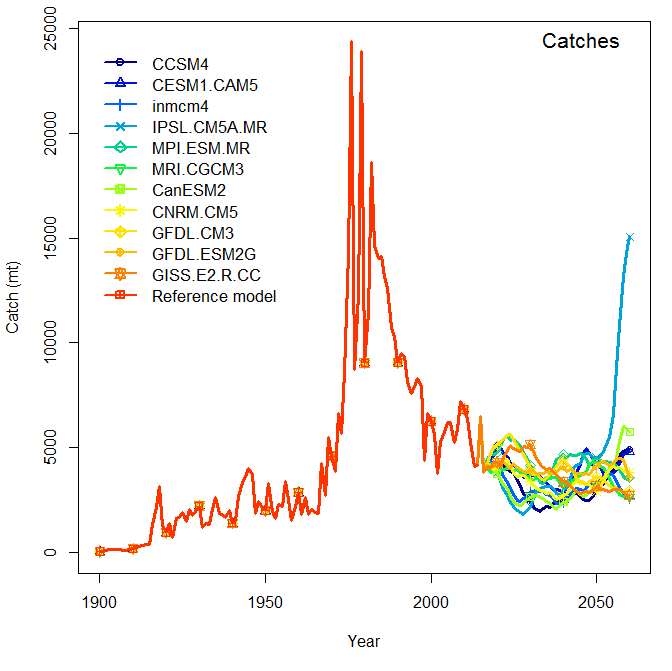 Catches
CCSM4
CESM1.CAM5
inmcm4
IPSL.CM5A.MR
MPI.ESM.MR
MRI.CGCM3
CanESM2
CNRM.CM5
GFDL.CM3
GFDL.ESM2G
GISS.E2.R.CC
Reference model
Catch (mt)
25000
20000
15000
10000
5000
0
1900 1950 2000 2050
Year